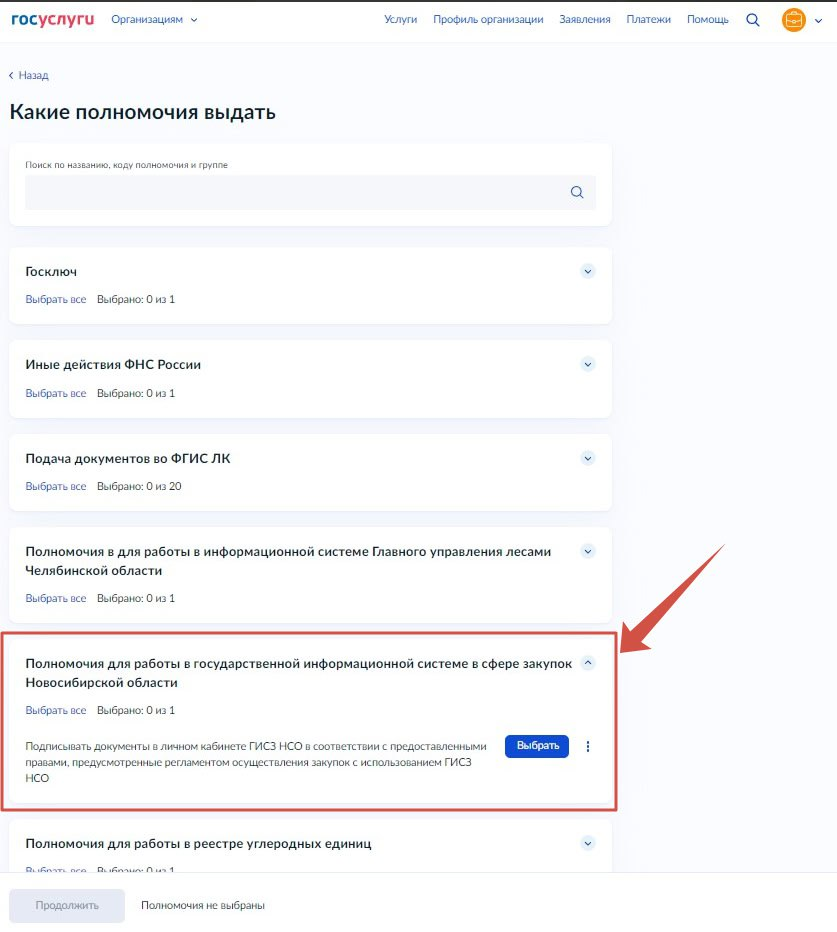 госуслуги Организациям Услуги Профиль организации Заявления Платежи Помощь
Назад
Какие полномочия выдать
Поиск по названию, коду полномочия и группе
Госключ
Выбрать все Выбрано: 0 из 1
Иные действия ФНС России
Выбрать все Выбрано: 0 из 1
Подача документов во ФГИС ЛК
Выбрать все Выбрано: 0 из 20
Полномочия в для работы в информационной системе Главного управления лесами
Челябинской области
Выбрать все Выбрано: 0 из 1
Полномочия для работы в государственной информационной системе в сфере закупок
Новосибирской области
Выбрать все Выбрано: 0 из 1
Подписывать документы в личном кабинете ГИСЗ НСО в соответствии с предоставленными
правами, предусмотренные регламентом осуществления закупок с использованием ГИСЗ
НСО
Выбрать
Полномочия для работы в реестре углеродных единиц
Выбрать все Выбрано: 0 из 1
Продолжить Полномочия не выбраны